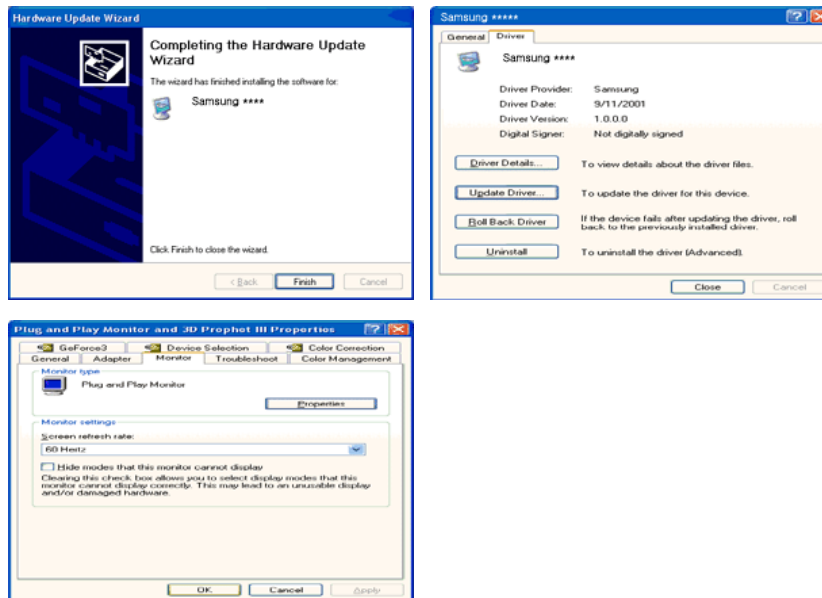 Hardware Update Wizard
Completing the Hardware Update
Wizard
The wizard has finished installing the software for:
Samsung ****
Click Finish to close the wizard.
< Back
Finish
Cancel
Samsung *****
General
Driver
Samsung ****
Driver Provider: Samsung
Driver Date: 9/11/2001
Driver Version: 1.0.0.0
Digital Signer: Not digitally signed
Driver Details...
To view details about the driver files.
Update Driver...
To update the driver for this device.
Roll Back Driver
If the device fails after updating the driver, roll
back to the previously installed driver.
Uninstall
To uninstall the driver (Advanced).
Close
Cancel
Plug and Play Monitor and 3D Prophet III Properties
GeForce3
Device Selection
Color Correction
General
Adapter
Monitor
Troubleshoot
Color Management
Monitor type
Plug and Play Monitor
Properties
Monitor settings
Screen refresh rate:
60 Hertz
Hide modes that this monitor cannot display
Clearing this check box allows you to select display modes that this
monitor cannot display correctly. This may lead to an unusable display
and/or damaged hardware.
OK
Cancel
Apply